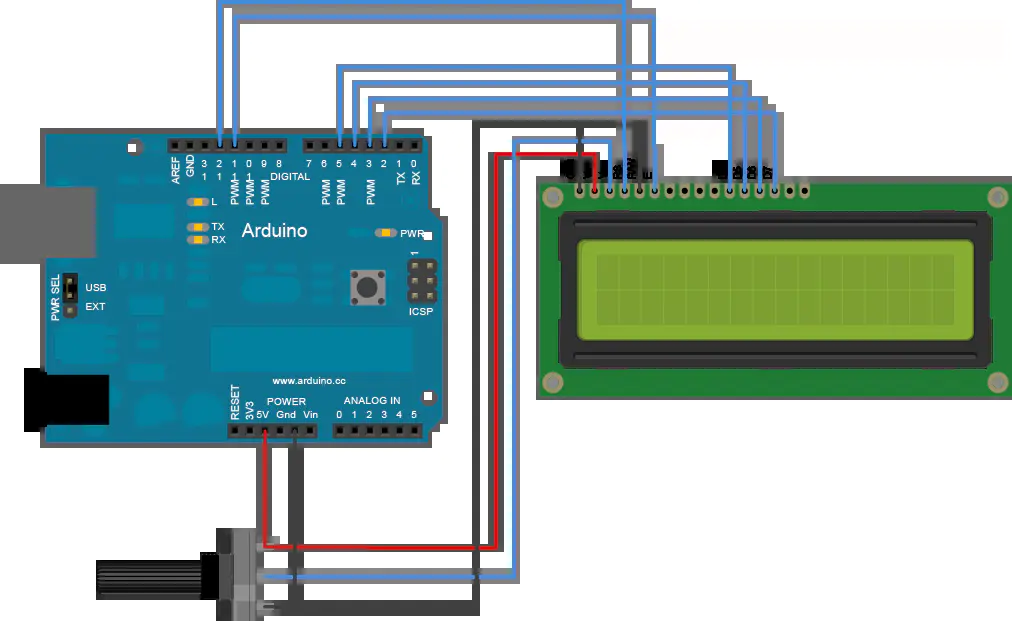 AREF
GND
13
12
11
10
9
8
7
6
5
4
3
2
1
0
PWM
PWM
PWM
DIGITAL
PWM
PWM
PWM
TX
RX
L
TX
RX
Arduino
PWR
1
ICSP
PWR SEL
USB
EXT
www.arduino.cc
POWER
ANALOG IN
RESET
3V3
5V
Gnd
Vin
0
1
2
3
4
5
E
D5
D6
D7